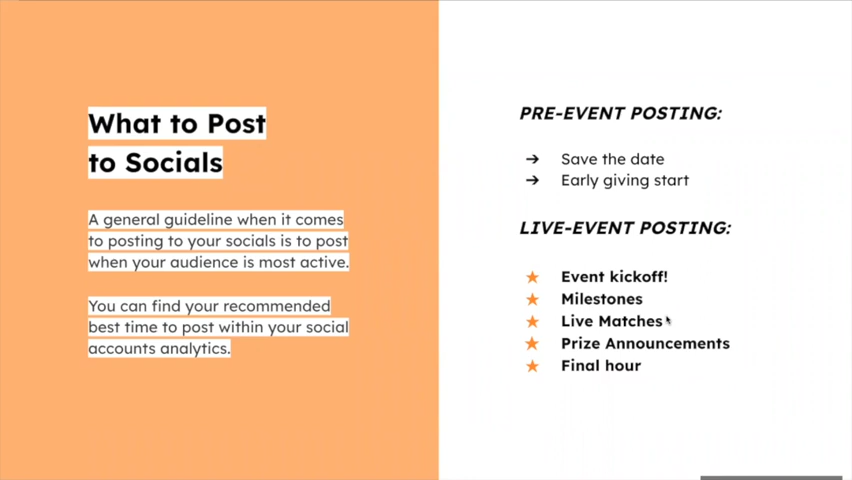 What to Post
to Socials
A general guideline when it comes
to posting to your socials is to post
when your audience is most active.
You can find your recommended
best time to post within your social
accounts analytics.
PRE-EVENT POSTING:
➔ Save the date
➔ Early giving start
LIVE-EVENT POSTING:
★ Event kickoff!
★ Milestones
★ Live Matches
★ Prize Announcements
★ Final hour